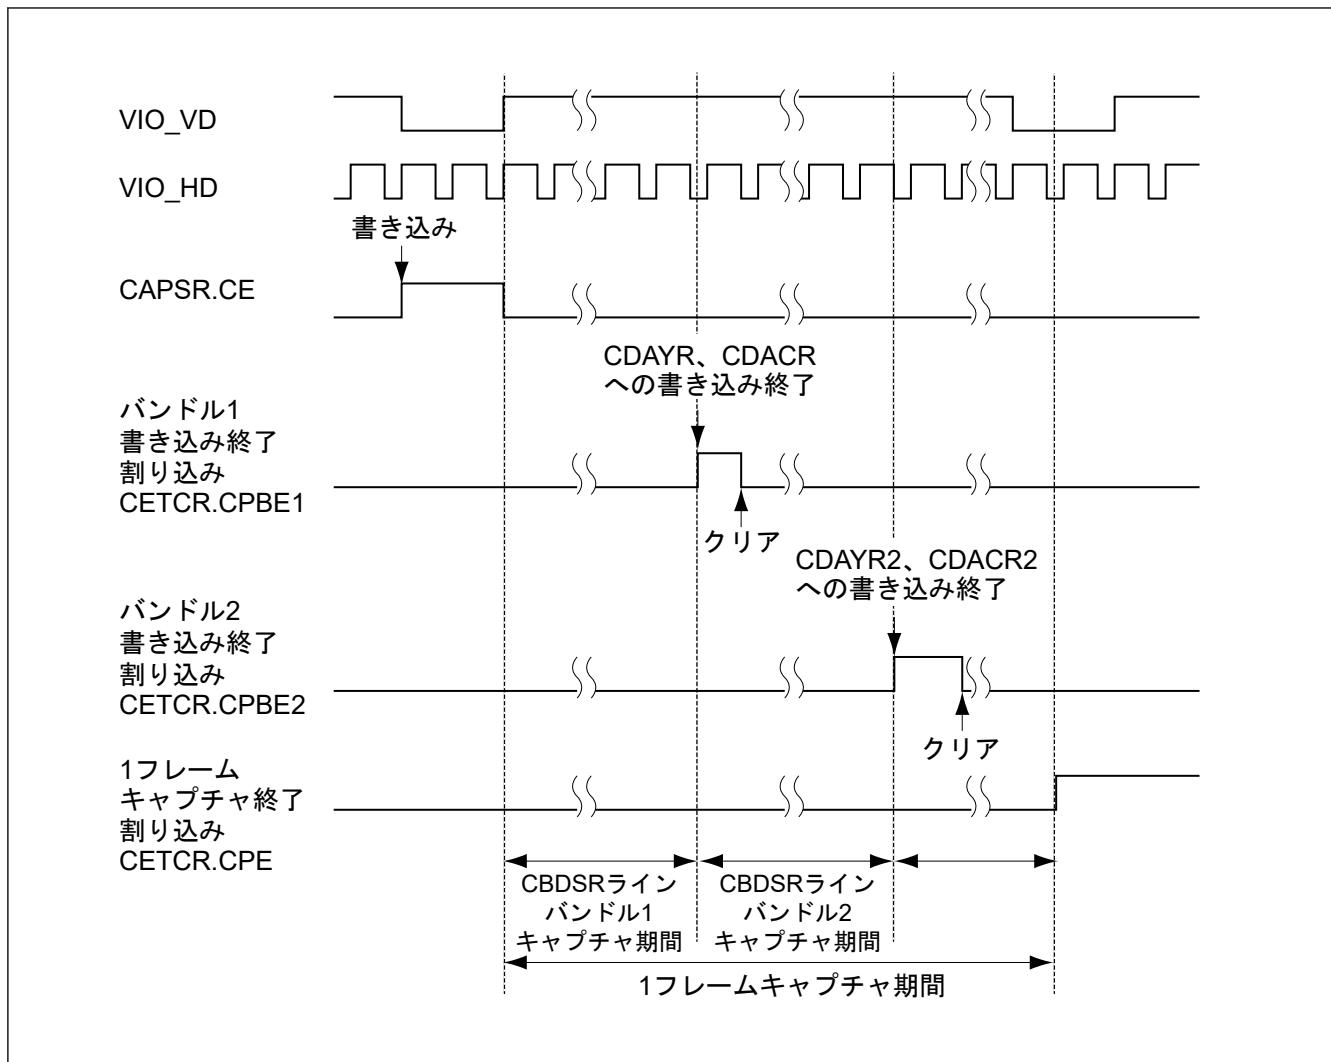 VIO_VD
VIO_HD
書き込み
CAPSR.CE
CDAYR、CDACR
への書き込み終了
バンドル1
書き込み終了
割り込み
CETCR.CPBE1
クリア
CDAYR2、CDACR2
への書き込み終了
バンドル2
書き込み終了
割り込み
CETCR.CPBE2
クリア
1フレーム
キャプチャ終了
割り込み
CETCR.CPE
CBDSRライン
バンドル1
キャプチャ期間
CBDSRライン
バンドル2
キャプチャ期間
1フレームキャプチャ期間